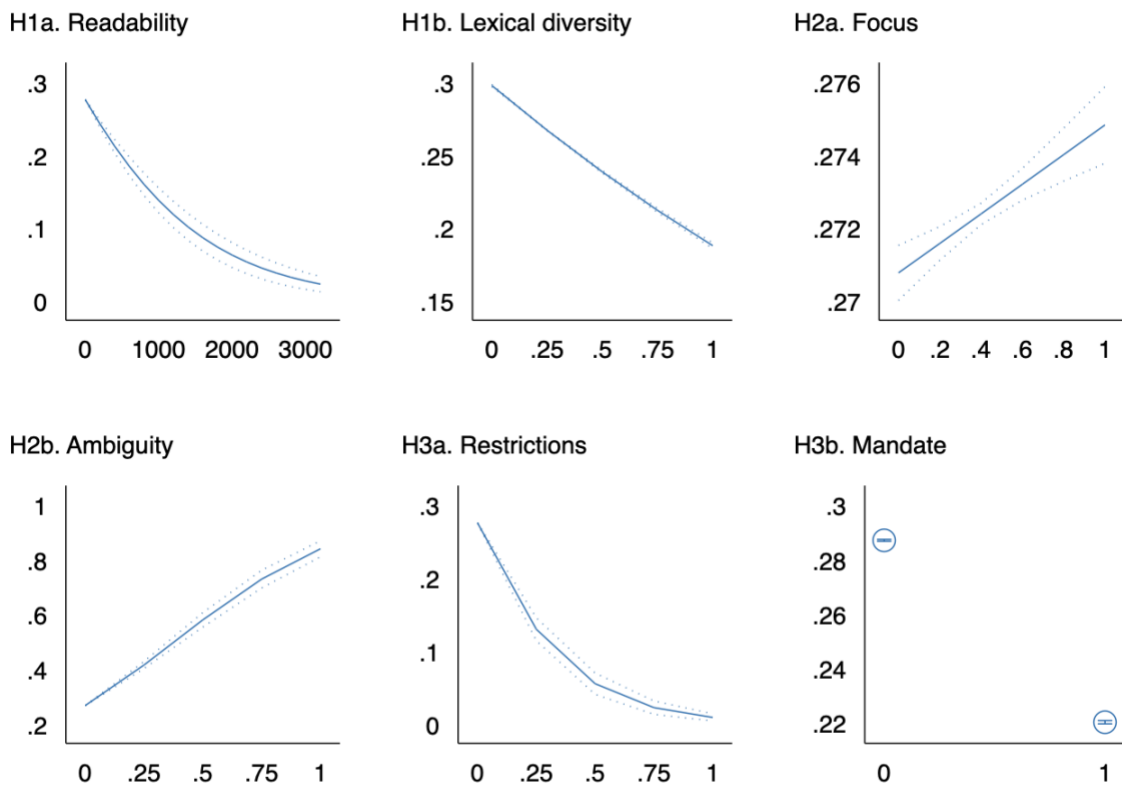 H1a. Readability
.3
.2
.1
0
0 1000 2000 3000
H1b. Lexical diversity
.3
.25
.2
.15
0 .25 .5 .75 1
H2a. Focus
.276
.274
.272
.27
0 .2 .4 .6 .8 1
H2b. Ambiguity
1
.8
.6
.4
.2
0 .25 .5 .75 1
H3a. Restrictions
.3
.2
.1
0
0 .25 .5 .75 1
H3b. Mandate
.3
.28
.26
.24
.22
0 1